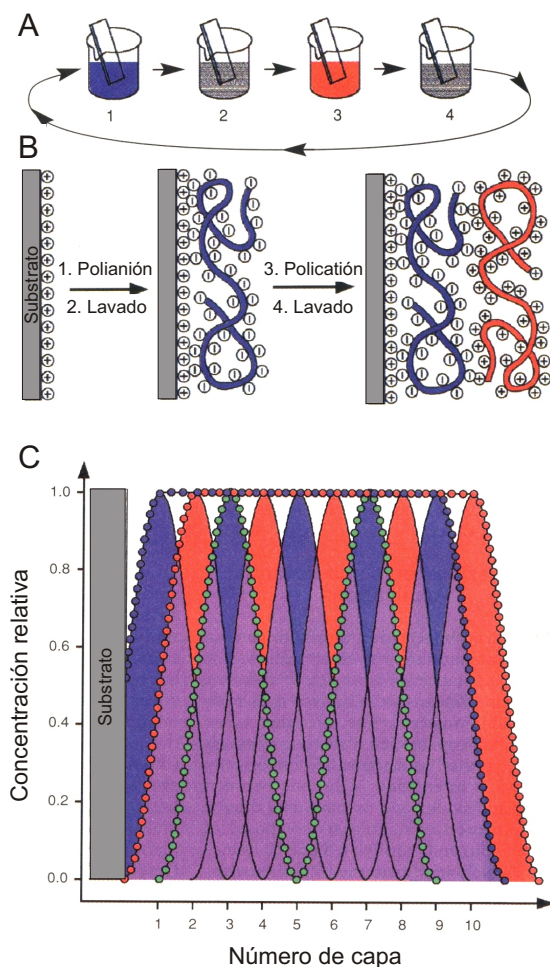 A
1 2 3 4
B
Substrato
1. Polianión
2. Lavado
3. Policatión
4. Lavado
C
Concentración relativa
1.0
0.8
0.6
0.4
0.2
0.0
Substrato
1 2 3 4 5 6 7 8 9 10
Número de capa